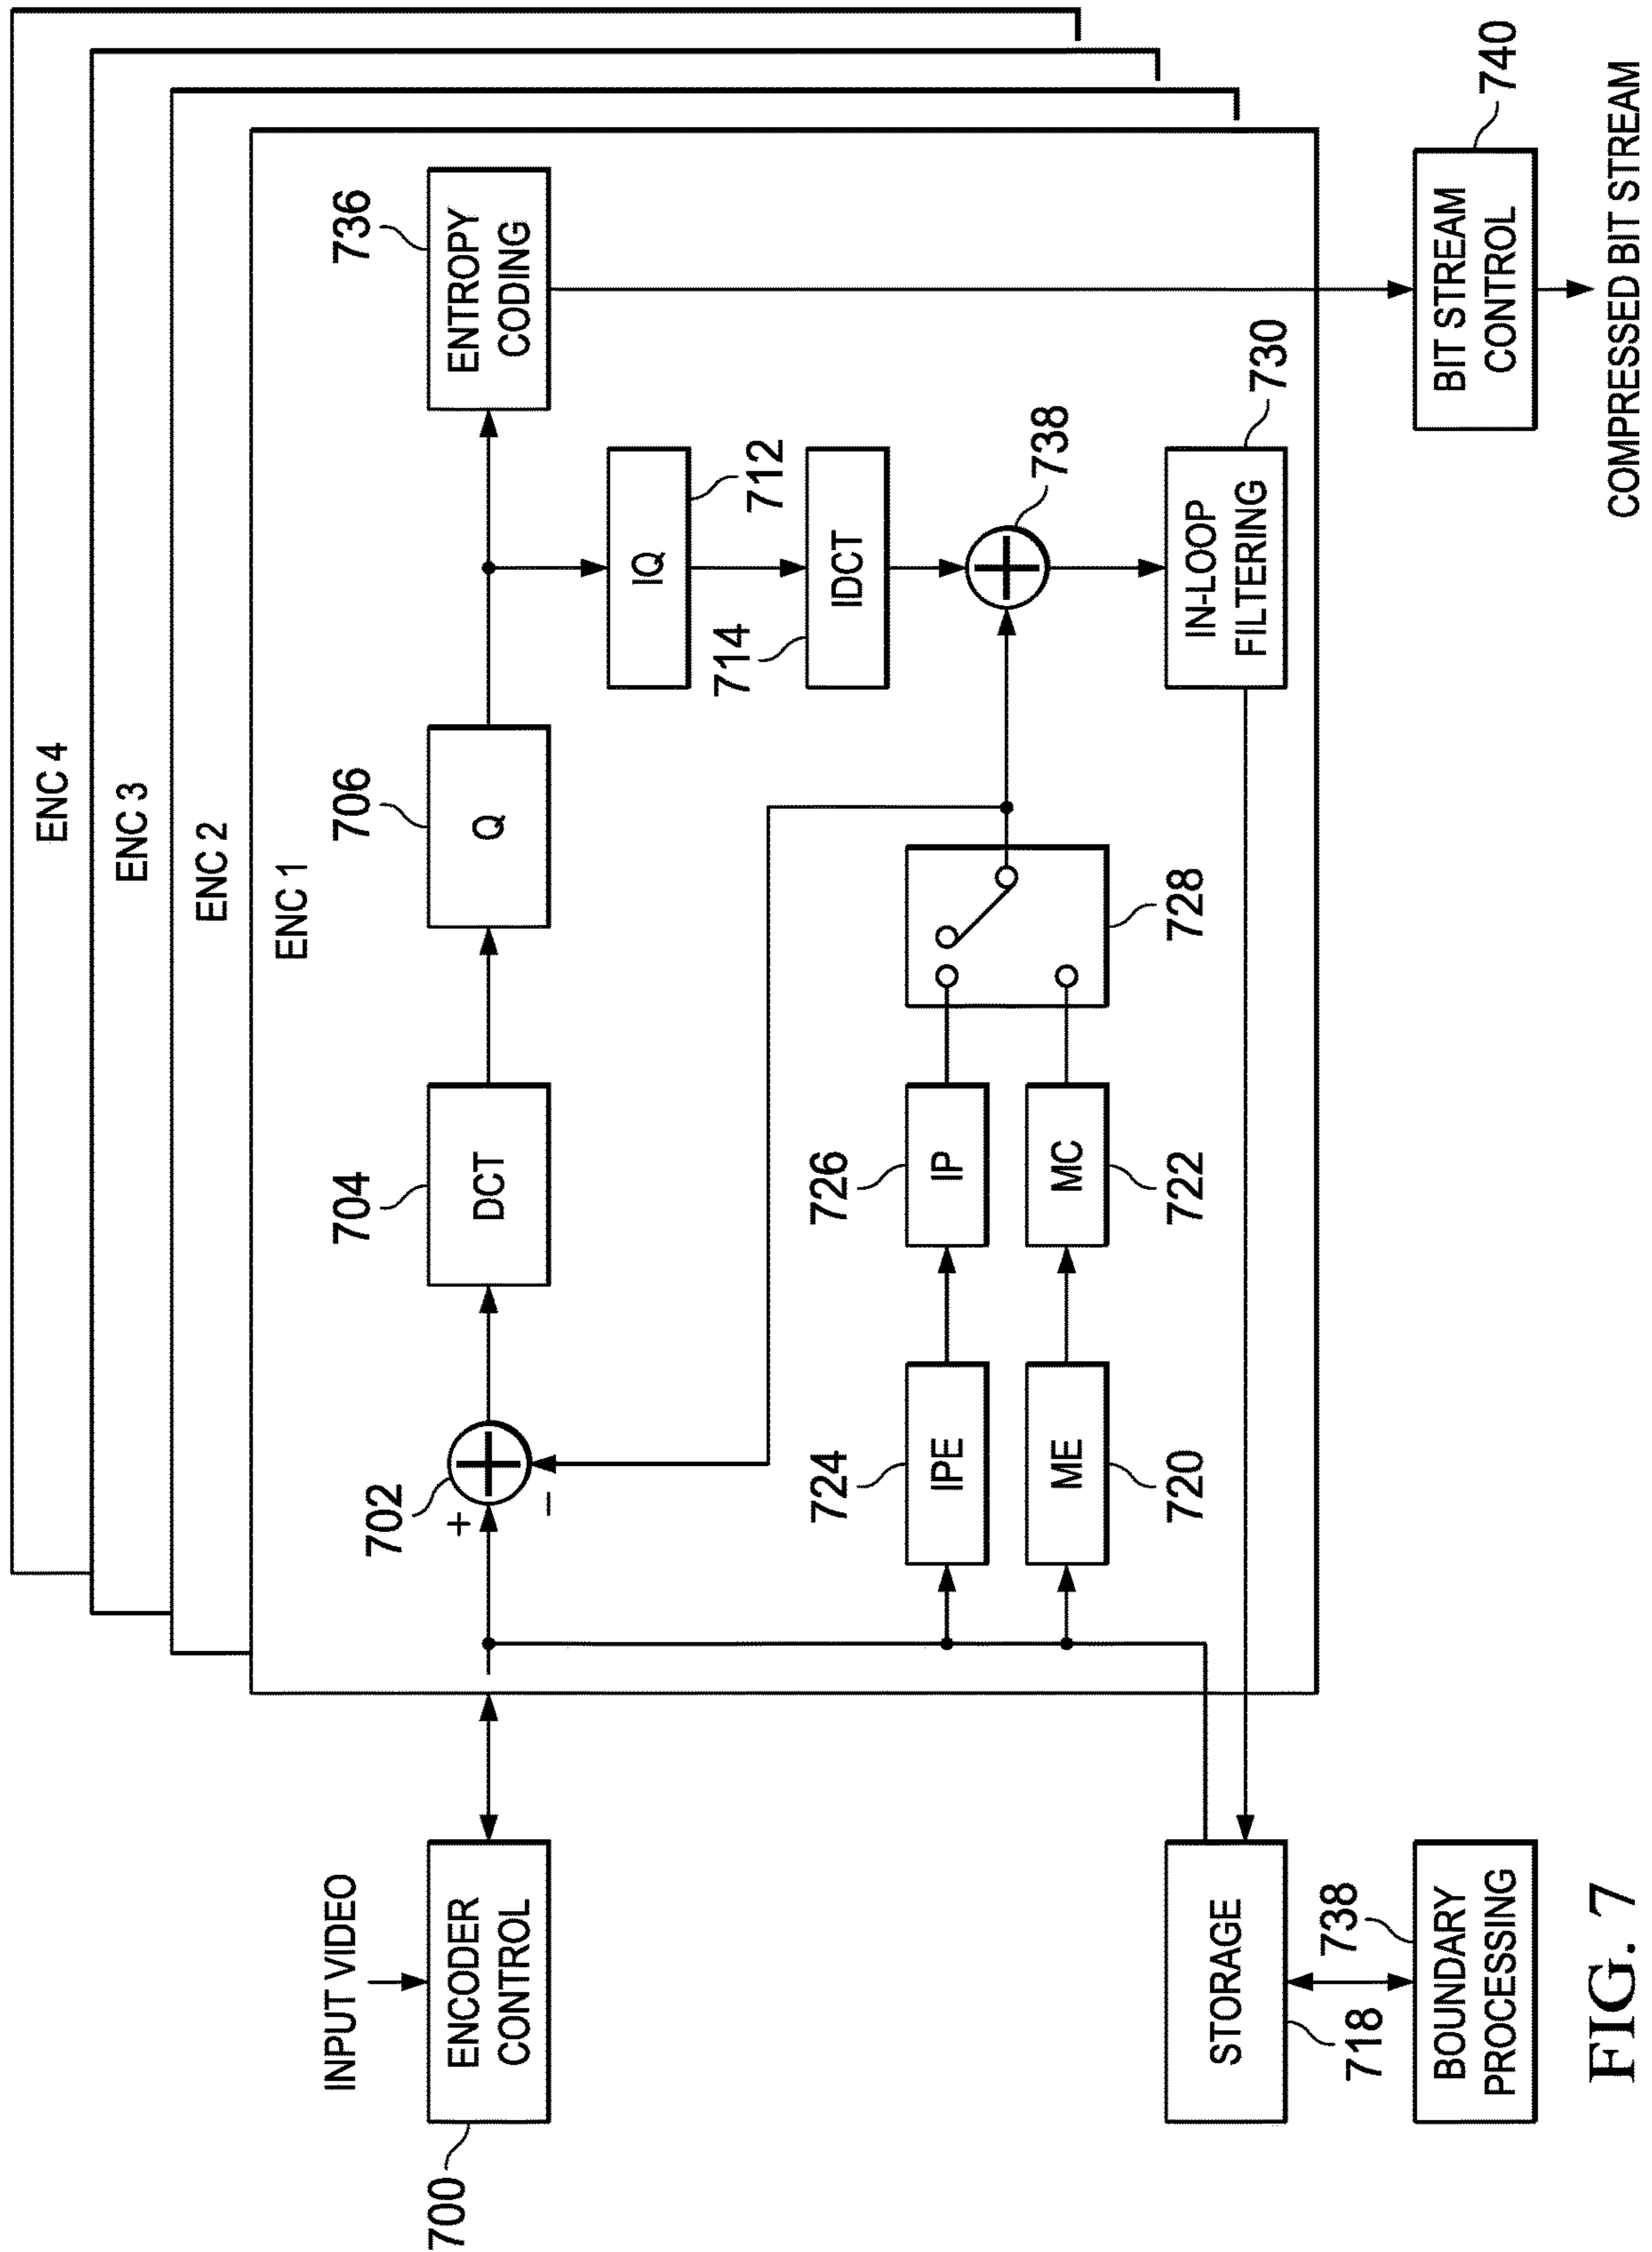 ENC 4
ENC 3
ENC 2
ENC 1
INPUT VIDEO
700
ENCODER
CONTROL
702
+
−
704
DCT
706
Q
736
ENTROPY
CODING
712
IQ
714
IDCT
738
724
IPE
726
IP
720
ME
722
MC
728
730
IN-LOOP
FILTERING
718
STORAGE
738
BOUNDARY
PROCESSING
740
BIT STREAM
CONTROL
COMPRESSED BIT STREAM
FIG. 7